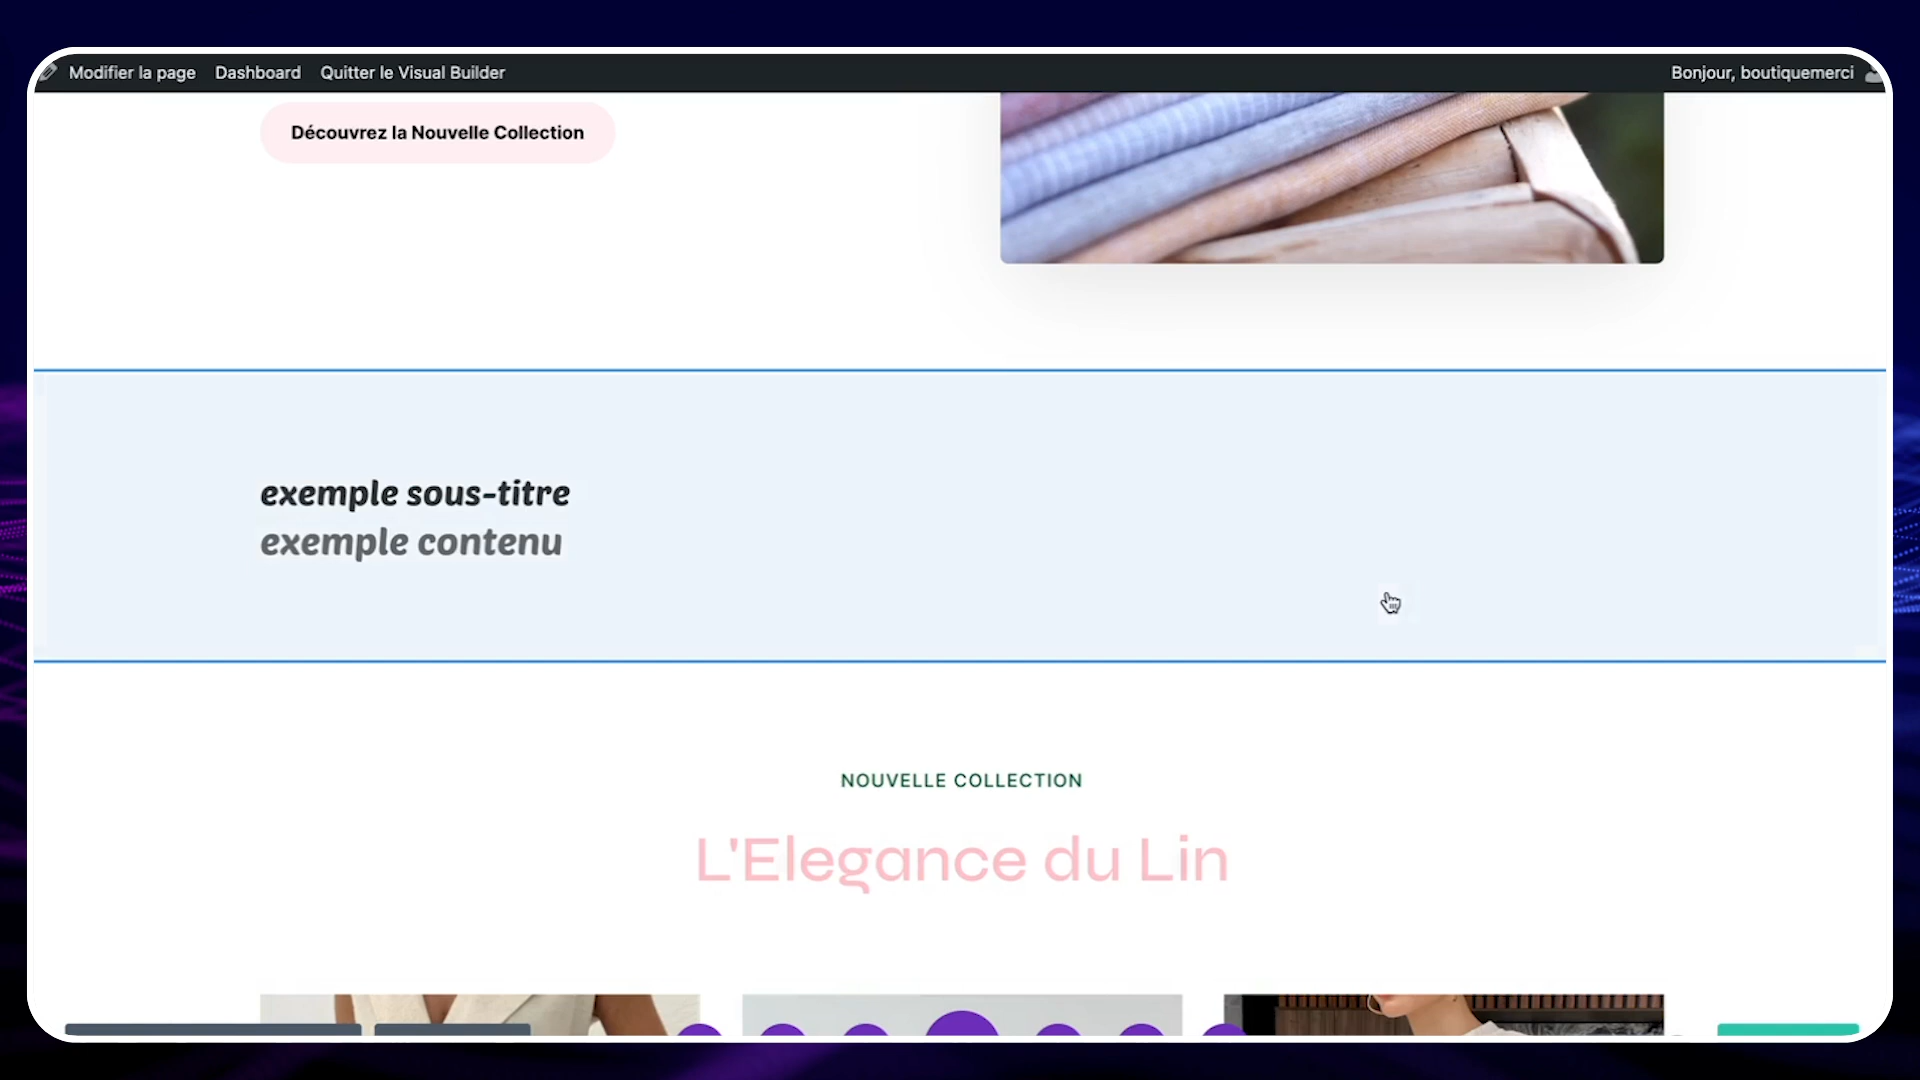 Modifier la page Dashboard Quitter le Visual Builder Bonjour, boutiquemerci
Découvrez la Nouvelle Collection
exemple sous-titre
exemple contenu
NOUVELLE COLLECTION
L'Elegance du Lin